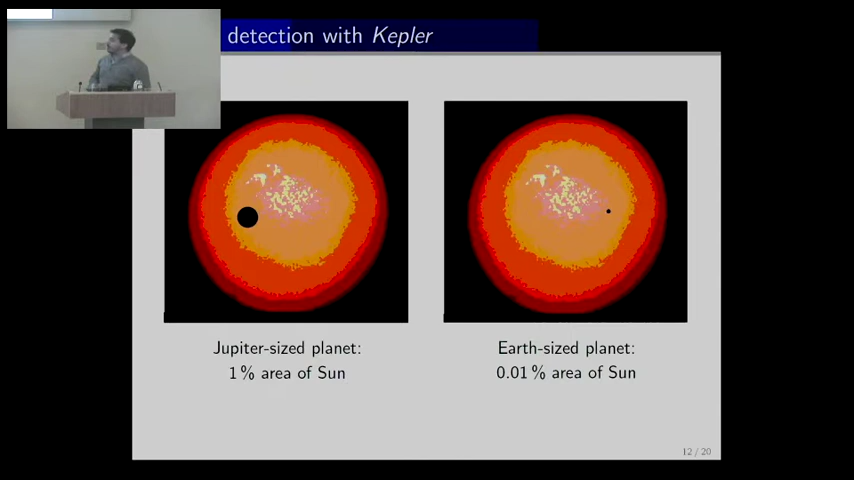 detection with Kepler
Jupiter-sized planet:
1% area of Sun
Earth-sized planet:
0.01% area of Sun
12 / 20